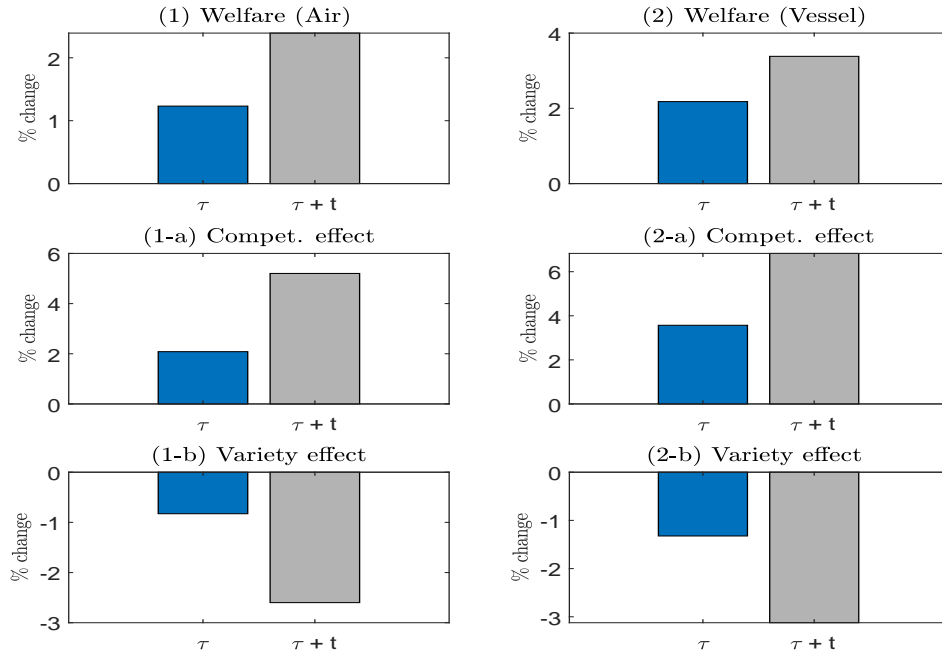 (1) Welfare (Air)
% change
2
1
0
τ
τ + t
(2) Welfare (Vessel)
% change
4
2
0
τ
τ + t
(1-a) Compet. effect
% change
6
4
2
0
τ
τ + t
(2-a) Compet. effect
% change
6
4
2
0
τ
τ + t
(1-b) Variety effect
% change
0
-1
-2
-3
τ
τ + t
(2-b) Variety effect
% change
0
-1
-2
-3
τ
τ + t